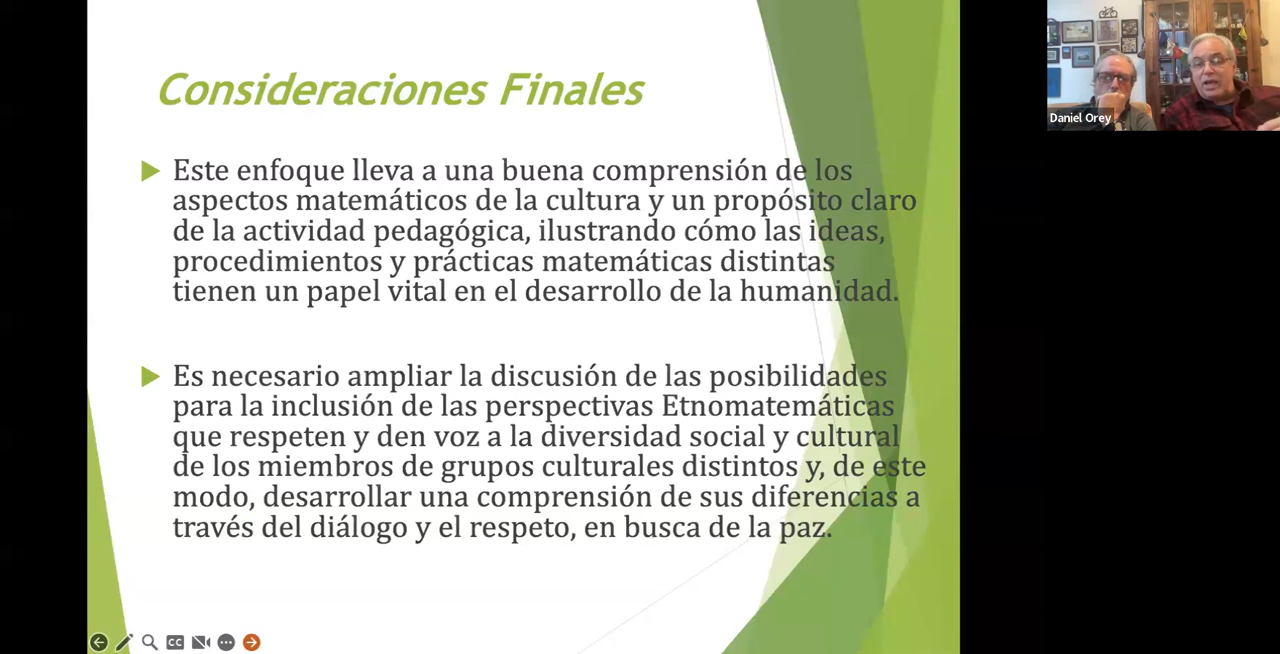 Consideraciones Finales
Este enfoque lleva a una buena comprensión de los
aspectos matemáticos de la cultura y un propósito claro
de la actividad pedagógica, ilustrando cómo las ideas,
procedimientos y prácticas matemáticas distintas
tienen un papel vital en el desarrollo de la humanidad.
Es necesario ampliar la discusión de las posibilidades
para la inclusión de las perspectivas Etnomatemáticas
que respeten y den voz a la diversidad social y cultural
de los miembros de grupos culturales distintos y, de este
modo, desarrollar una comprensión de sus diferencias a
través del diálogo y el respeto, en busca de la paz.
Daniel Orey
CC